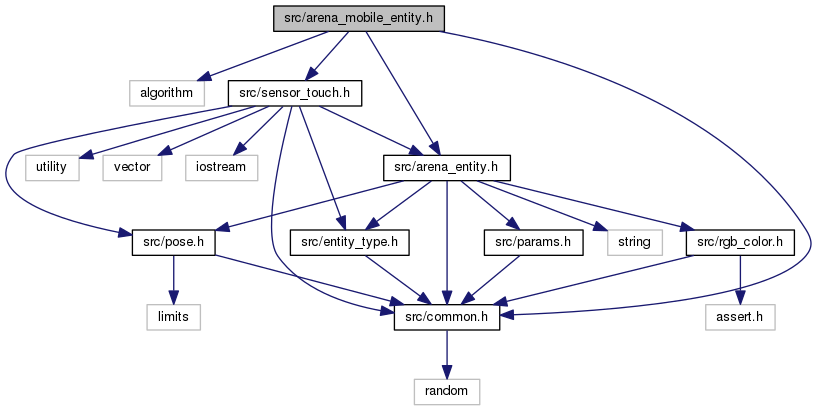 src/arena_mobile_entity.h
algorithm
src/sensor_touch.h
utility
vector
iostream
src/arena_entity.h
src/pose.h
src/entity_type.h
src/params.h
string
src/rgb_color.h
limits
src/common.h
assert.h
random